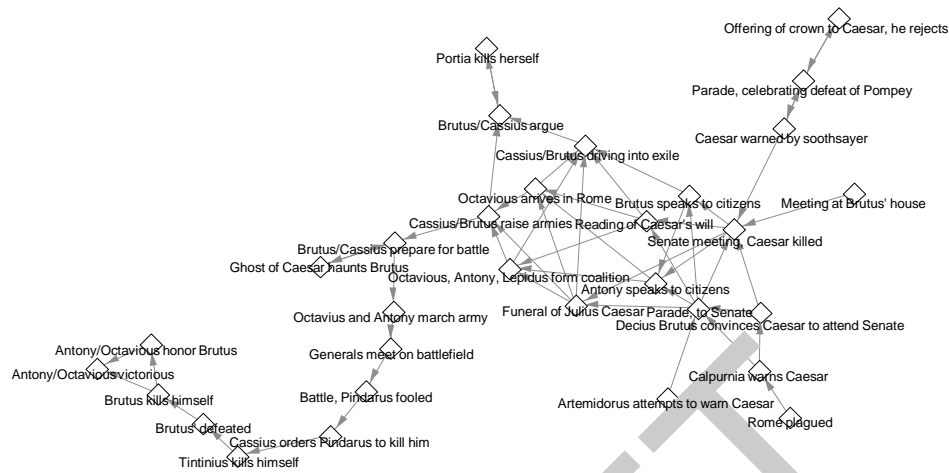 Offering of crown to Caesar, he rejects
Portia kills herself
Parade, celebrating defeat of Pompey
Brutus/Cassius argue
Caesar warned by soothsayer
Cassius/Brutus driving into exile
Octavious arrives in Rome
Brutus speaks to citizens
Meeting at Brutus' house
Cassius/Brutus raise armies
Reading of Caesar's will
Senate meeting, Caesar killed
Brutus/Cassius prepare for battle
Ghost of Caesar haunts Brutus
Octavious, Antony, Lepidus form coalition
Antony speaks to citizens
Funeral of Julius Caesar
Parade, to Senate
Octavius and Antony march army
Decius Brutus convinces Caesar to attend Senate
Antony/Octavious honor Brutus
Generals meet on battlefield
Antony/Octavious victorious
Calpurnia warns Caesar
Brutus kills himself
Battle, Pindarus fooled
Artemidorus attempts to warn Caesar
Rome plagued
Brutus defeated
Cassius orders Pindarus to kill him
Tintinius kills himself